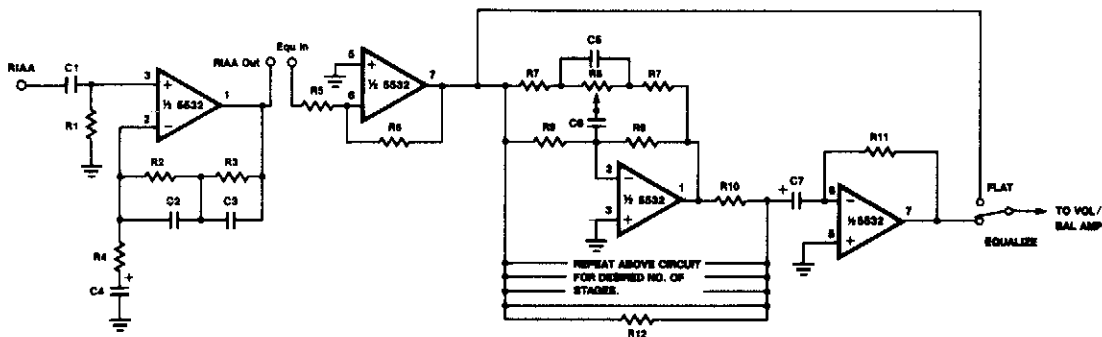 RIAA
C1
R1
3
+
2
−
½ 5532
1
R2
R3
C2
C3
R4
+
C4
RIAA Out
Equ In
R5
5
+
6
½ 5532
7
R6
C5
R7
R7
C6
R9
2
−
3
+
½ 5532
1
R10
+
C7
R11
6
−
5
+
½ 5532
7
FLAT
EQUALIZE
TO VOL/
BAL AMP
REPEAT ABOVE CIRCUIT
FOR DESIRED NO. OF
STAGES.
R12